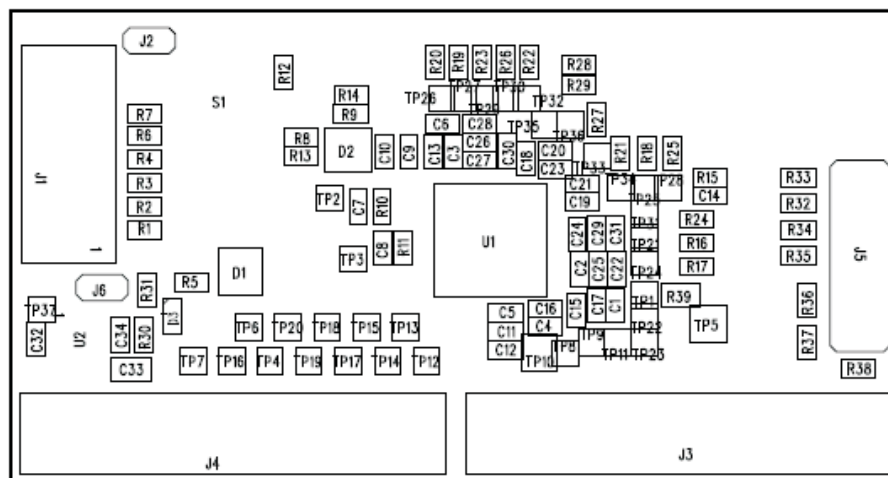 J2
R20 R19 R23 R26 R22
R28
R12
R29
R14
TP26 TP27 TP29 TP30 TP32
S1
R7
R9
R27
C6 C28 TP35 TP36
R6
R8
D2 C10 C9 C13 C3 C26 C30 C18 C20
R21 R18 R25
R4
R13
C27 C23 TP33
J1
R3
C21 TP34 TP28 R15
R33
TP2 C7 R10
C19 TP25 C14
R2
R32
U1
TP31 R24
R1
C24 C29 C31
R34
1
C8 R11
TP21 R16
J5
TP3
R35
D1
C2 C25 C22 TP24 R17
R5
J6 R31
TP1 R39
R36
TP37 D3
C5 C16 C15 C17 C1
TP6 TP20 TP18 TP15 TP13
TP22 TP5
C32 U2 C34 R30
C11 C4 TP9
R37
C12 TP8
TP7 TP16 TP4 TP19 TP17 TP14 TP12 TP10 TP11 TP23
C33
R38
J4
J3